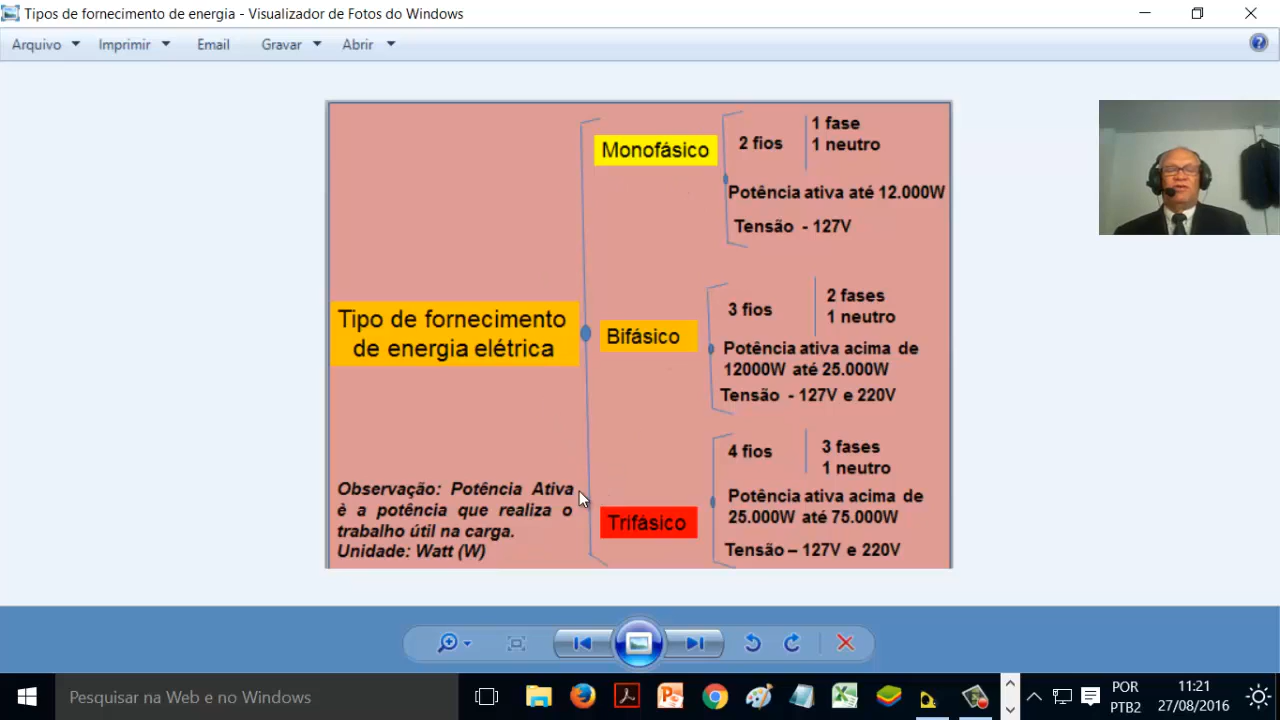 Tipos de fornecimento de energia - Visualizador de Fotos do Windows
Arquivo Imprimir Email Gravar Abrir
Monofásico
2 fios
1 fase
1 neutro
Potência ativa até 12.000W
Tensão - 127V
Tipo de fornecimento
de energia elétrica
Bifásico
3 fios
2 fases
1 neutro
Potência ativa acima de
12000W até 25.000W
Tensão - 127V e 220V
Observação: Potência Ativa
è a potência que realiza o
trabalho útil na carga.
Unidade: Watt (W)
Trifásico
4 fios
3 fases
1 neutro
Potência ativa acima de
25.000W até 75.000W
Tensão – 127V e 220V
Pesquisar na Web e no Windows
POR
PTB2
11:21
27/08/2016